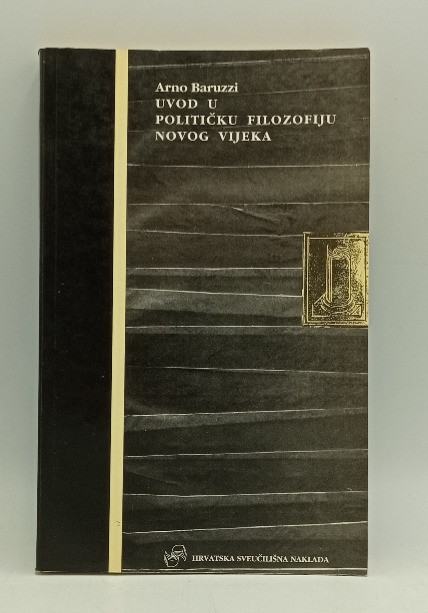 Arno Baruzzi
UVOD U
POLITIČKU FILOZOFIJU
NOVOG VIJEKA
HRVATSKA SVEUČILIŠNA NAKLADA